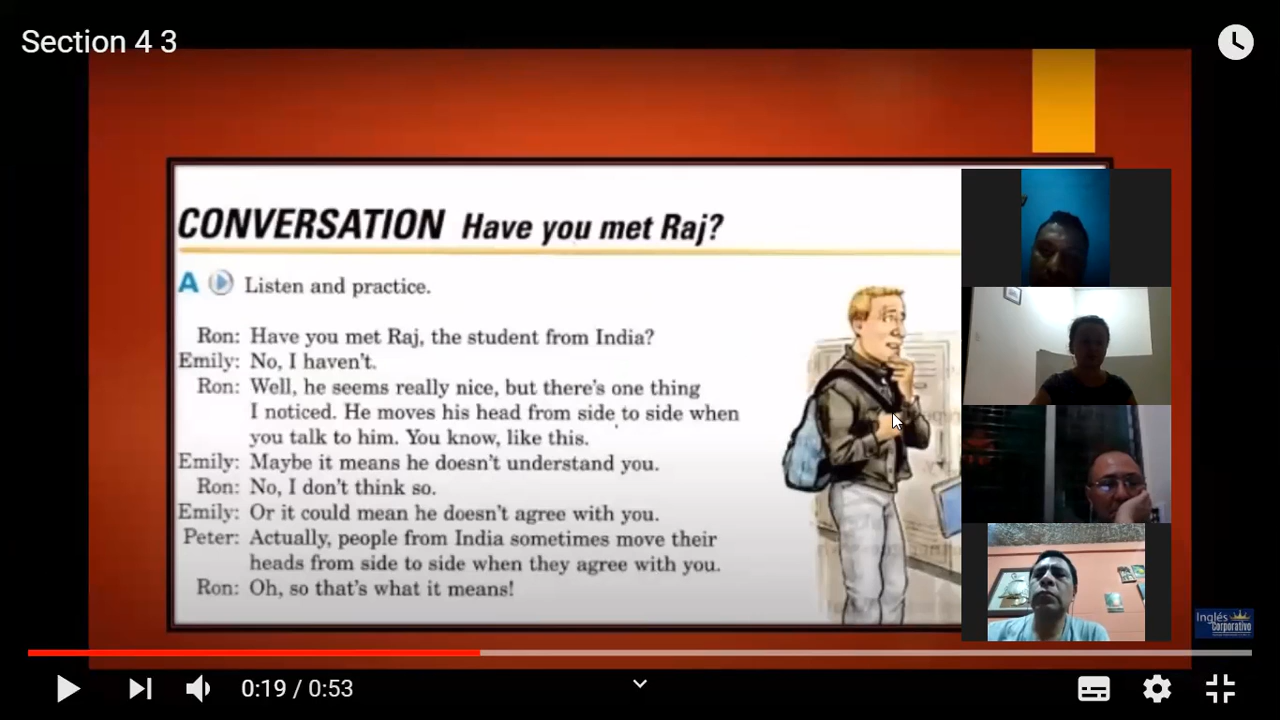 Section 4 3
CONVERSATION Have you met Raj?
A Listen and practice.
Ron: Have you met Raj, the student from India?
Emily: No, I haven't.
Ron: Well, he seems really nice, but there's one thing
I noticed. He moves his head from side to side when
you talk to him. You know, like this.
Emily: Maybe it means he doesn't understand you.
Ron: No, I don't think so.
Emily: Or it could mean he doesn't agree with you.
Peter: Actually, people from India sometimes move their
heads from side to side when they agree with you.
Ron: Oh, so that's what it means!
Inglés
Corporativo
0:19 / 0:53